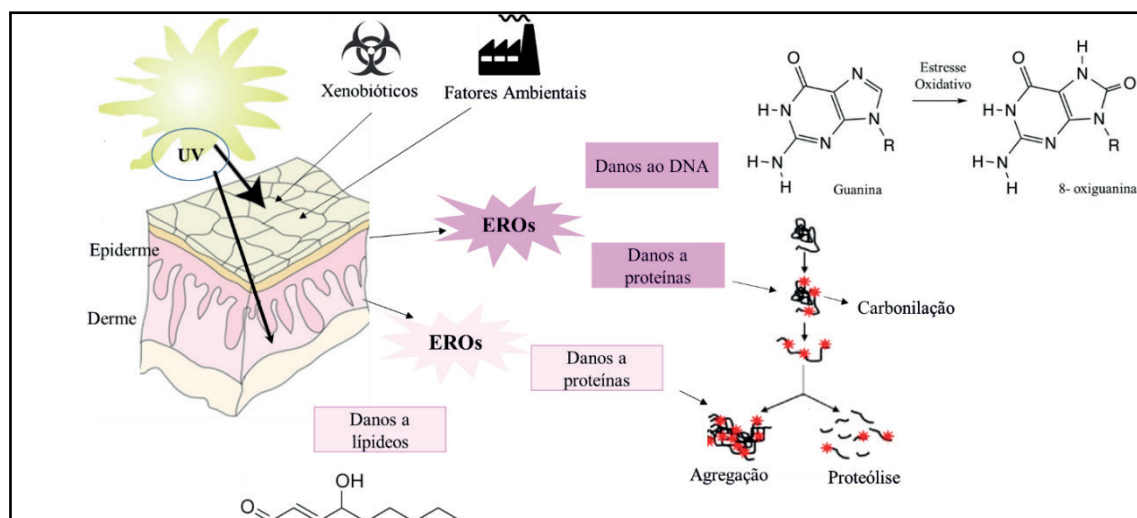 UV
Xenobióticos
Fatores Ambientais
Epiderme
Derme
EROs
EROs
Danos ao DNA
Danos a
proteínas
Danos a
proteínas
Danos a
lípideos
O
N
H-N
N
N
R
H-N
H
Guanina
Estresse
Oxidativo
O
H
N
O
H-N
N
N
R
H-N
H
8- oxiguanina
Carbonilação
Agregação
Proteólise
OH
O